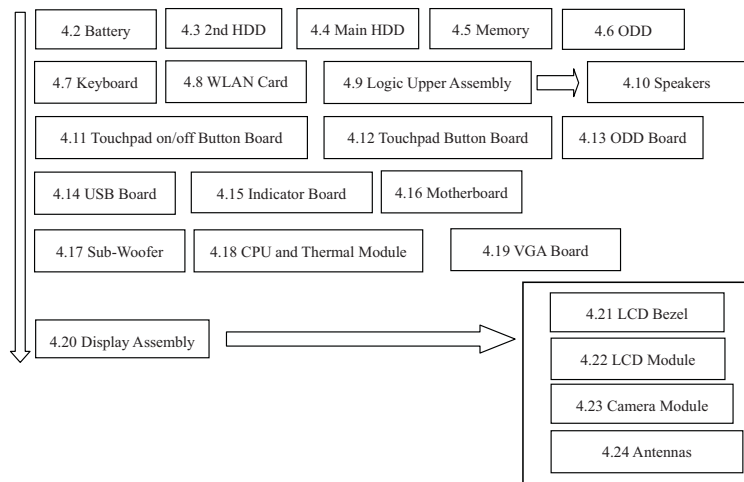 4.2 Battery
4.3 2nd HDD
4.4 Main HDD
4.5 Memory
4.6 ODD
4.7 Keyboard
4.8 WLAN Card
4.9 Logic Upper Assembly
4.10 Speakers
4.11 Touchpad on/off Button Board
4.12 Touchpad Button Board
4.13 ODD Board
4.14 USB Board
4.15 Indicator Board
4.16 Motherboard
4.17 Sub-Woofer
4.18 CPU and Thermal Module
4.19 VGA Board
4.20 Display Assembly
4.21 LCD Bezel
4.22 LCD Module
4.23 Camera Module
4.24 Antennas